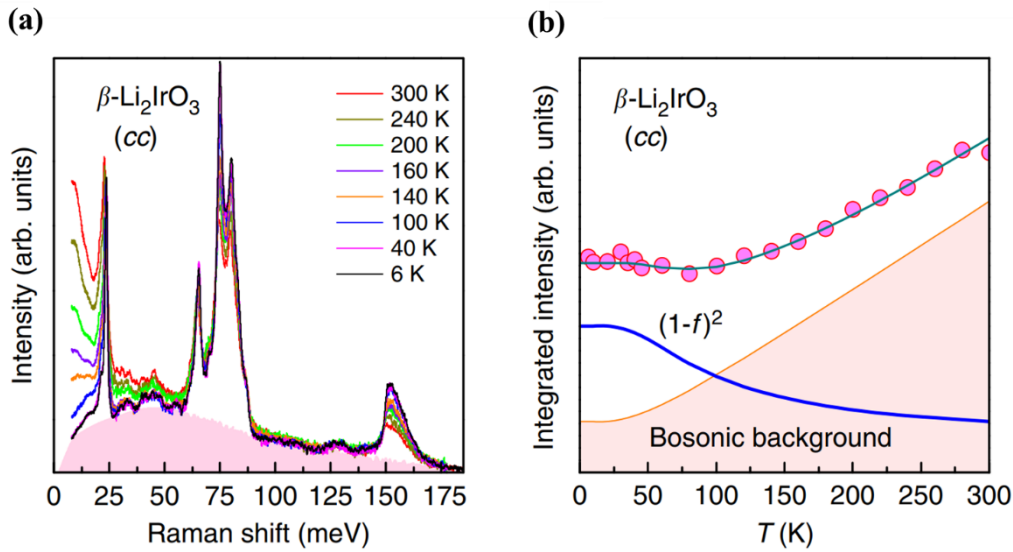 (a)
β-Li₂IrO₃
(cc)
300 K
240 K
200 K
160 K
140 K
100 K
40 K
6 K
Intensity (arb. units)
0 25 50 75 100 125 150 175
Raman shift (meV)
(b)
β-Li₂IrO₃
(cc)
(1-f)²
Bosonic background
Integrated intensity (arb. units)
0 50 100 150 200 250 300
T (K)